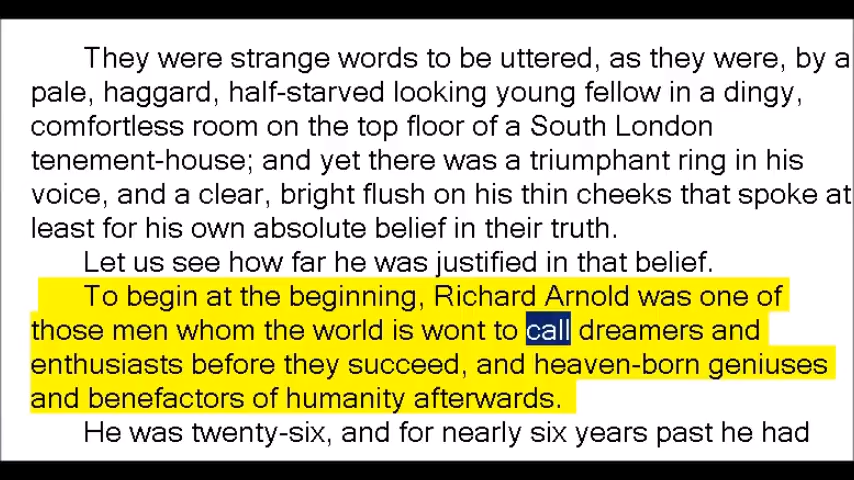 They were strange words to be uttered, as they were, by a
pale, haggard, half-starved looking young fellow in a dingy,
comfortless room on the top floor of a South London
tenement-house; and yet there was a triumphant ring in his
voice, and a clear, bright flush on his thin cheeks that spoke at
least for his own absolute belief in their truth.
Let us see how far he was justified in that belief.
To begin at the beginning, Richard Arnold was one of
those men whom the world is wont to call dreamers and
enthusiasts before they succeed, and heaven-born geniuses
and benefactors of humanity afterwards.
He was twenty-six, and for nearly six years past he had